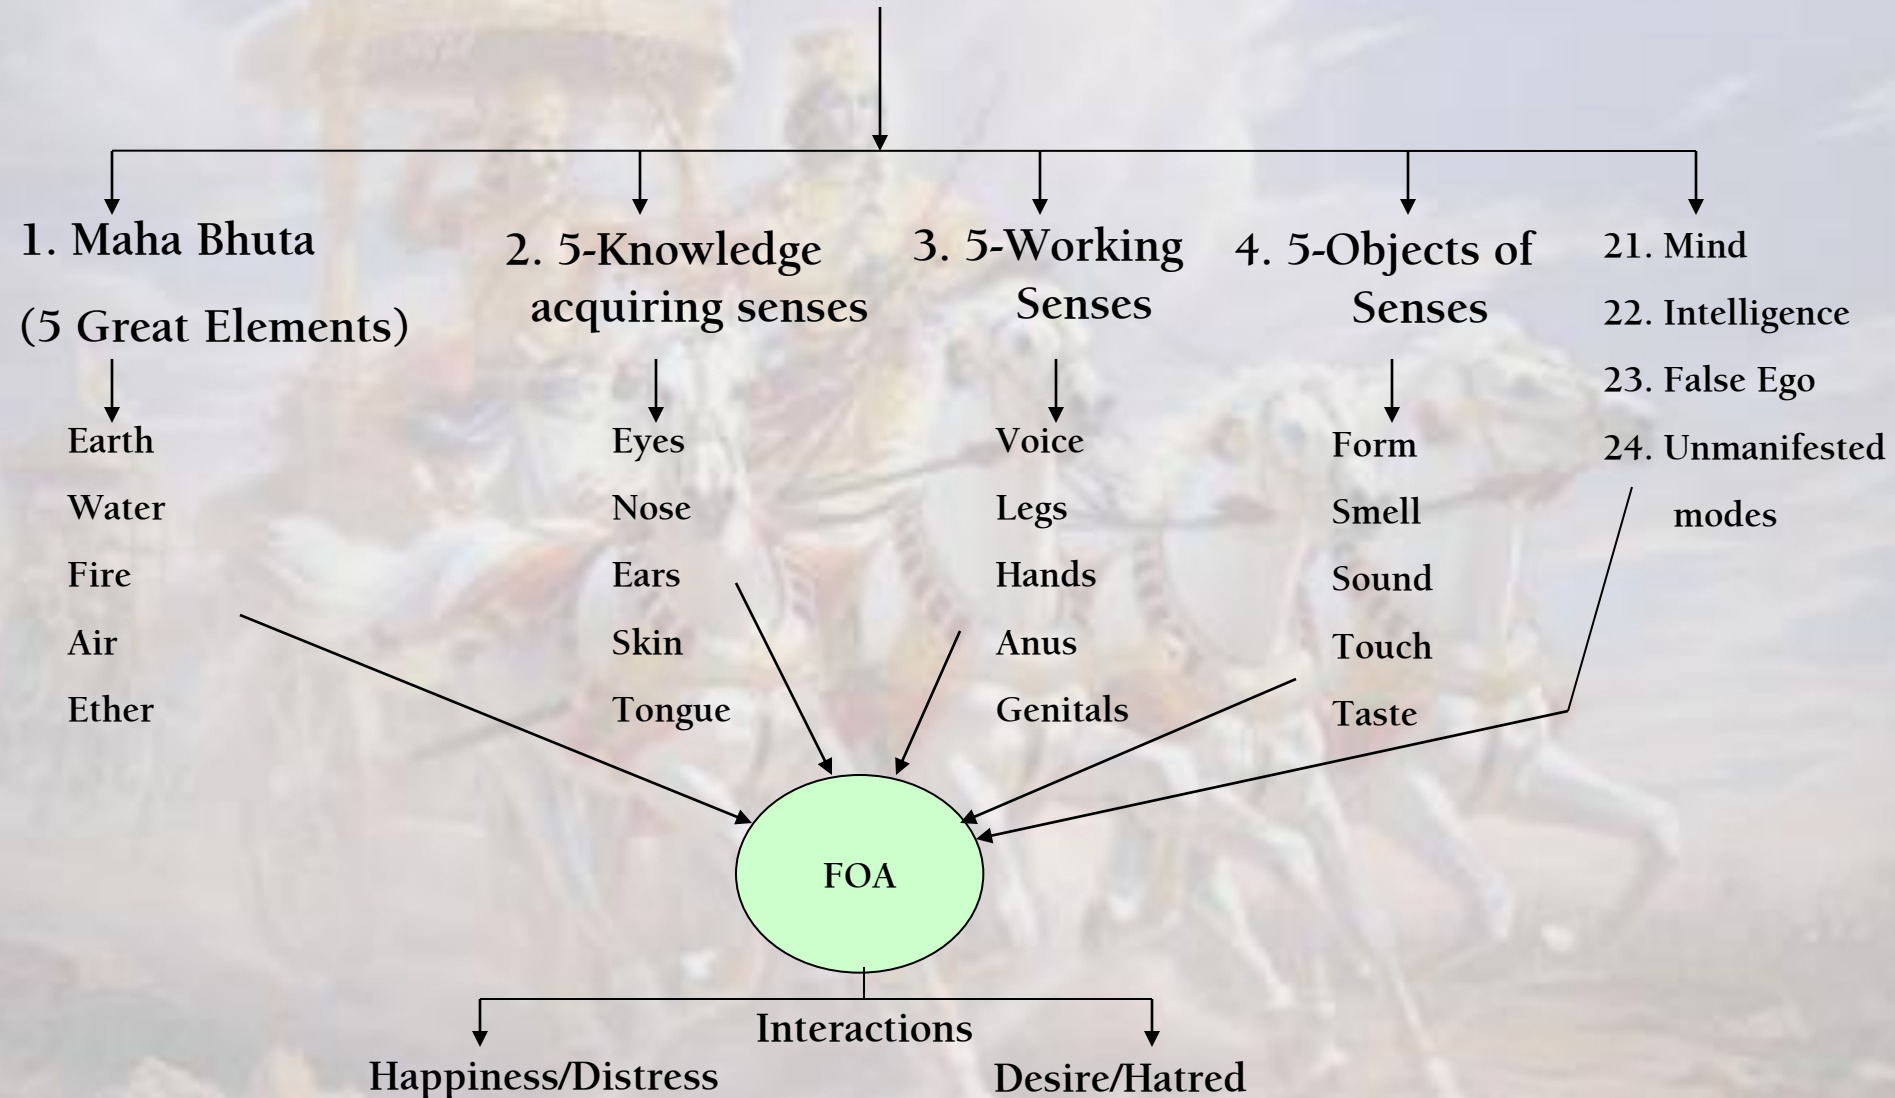 1. Maha Bhuta
(5 Great Elements)
Earth
Water
Fire
Air
Ether
2. 5-Knowledge
acquiring senses
Eyes
Nose
Ears
Skin
Tongue
3. 5-Working
Senses
Voice
Legs
Hands
Anus
Genitals
4. 5-Objects of
Senses
Form
Smell
Sound
Touch
Taste
21. Mind
22. Intelligence
23. False Ego
24. Unmanifested
modes
FOA
Interactions
Happiness/Distress
Desire/Hatred